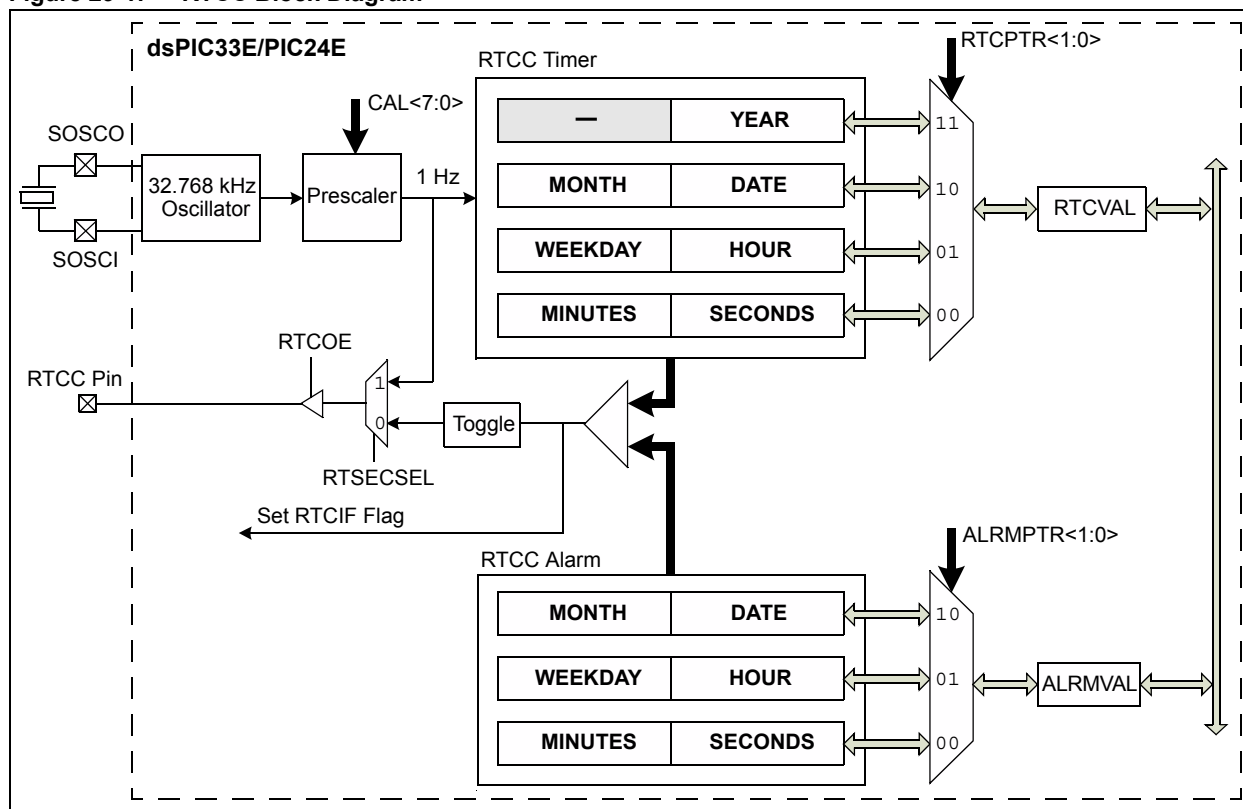 dsPIC33E/PIC24E
RTCPTR<1:0>
RTCC Timer
CAL<7:0>
SOSCO
— YEAR
11
32.768 kHz
Oscillator
Prescaler
1 Hz
MONTH DATE
10
RTCVAL
SOSCI
WEEKDAY HOUR
01
MINUTES SECONDS
00
RTCOE
RTCC Pin
1
0
Toggle
RTSECSEL
Set RTCIF Flag
ALRMPTR<1:0>
RTCC Alarm
MONTH DATE
10
WEEKDAY HOUR
01
ALRMVAL
MINUTES SECONDS
00